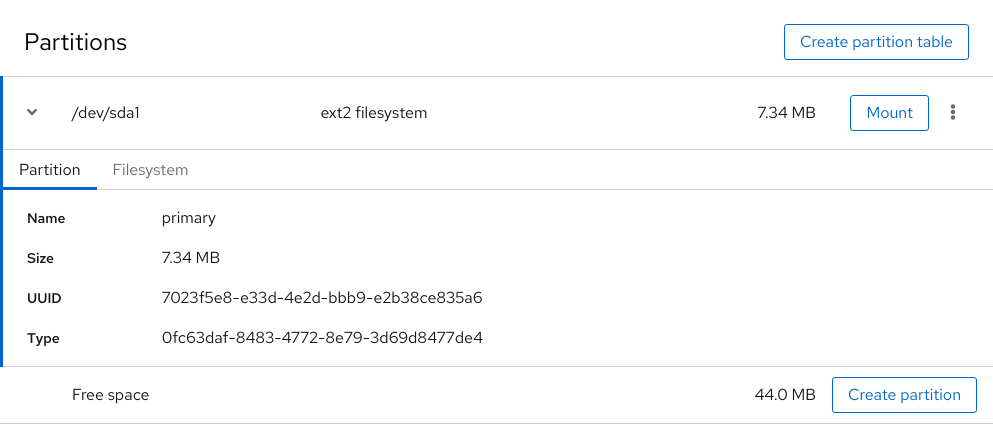 Partitions
Create partition table
/dev/sda1 ext2 filesystem 7.34 MB Mount
Partition Filesystem
Name primary
Size 7.34 MB
UUID 7023f5e8-e33d-4e2d-bbb9-e2b38ce835a6
Type 0fc63daf-8483-4772-8e79-3d69d8477de4
Free space 44.0 MB Create partition